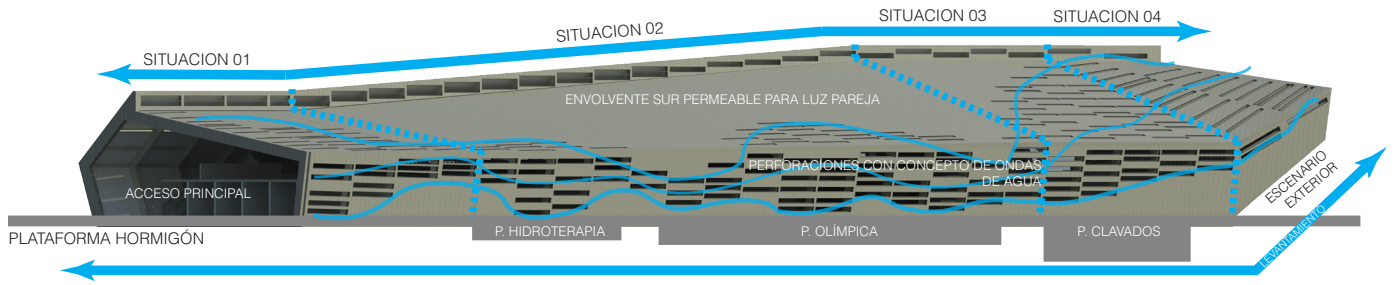 SITUACION 01
SITUACION 02
SITUACION 03
SITUACION 04
ENVOLVENTE SUR PERMEABLE PARA LUZ PAREJA
PERFORACIONES CON CONCEPTO DE ONDAS
DE AGUA
ACCESO PRINCIPAL
ESCENARIO
EXTERIOR
LEVANTAMIENTO
PLATAFORMA HORMIGÓN
P. HIDROTERAPIA
P. OLÍMPICA
P. CLAVADOS